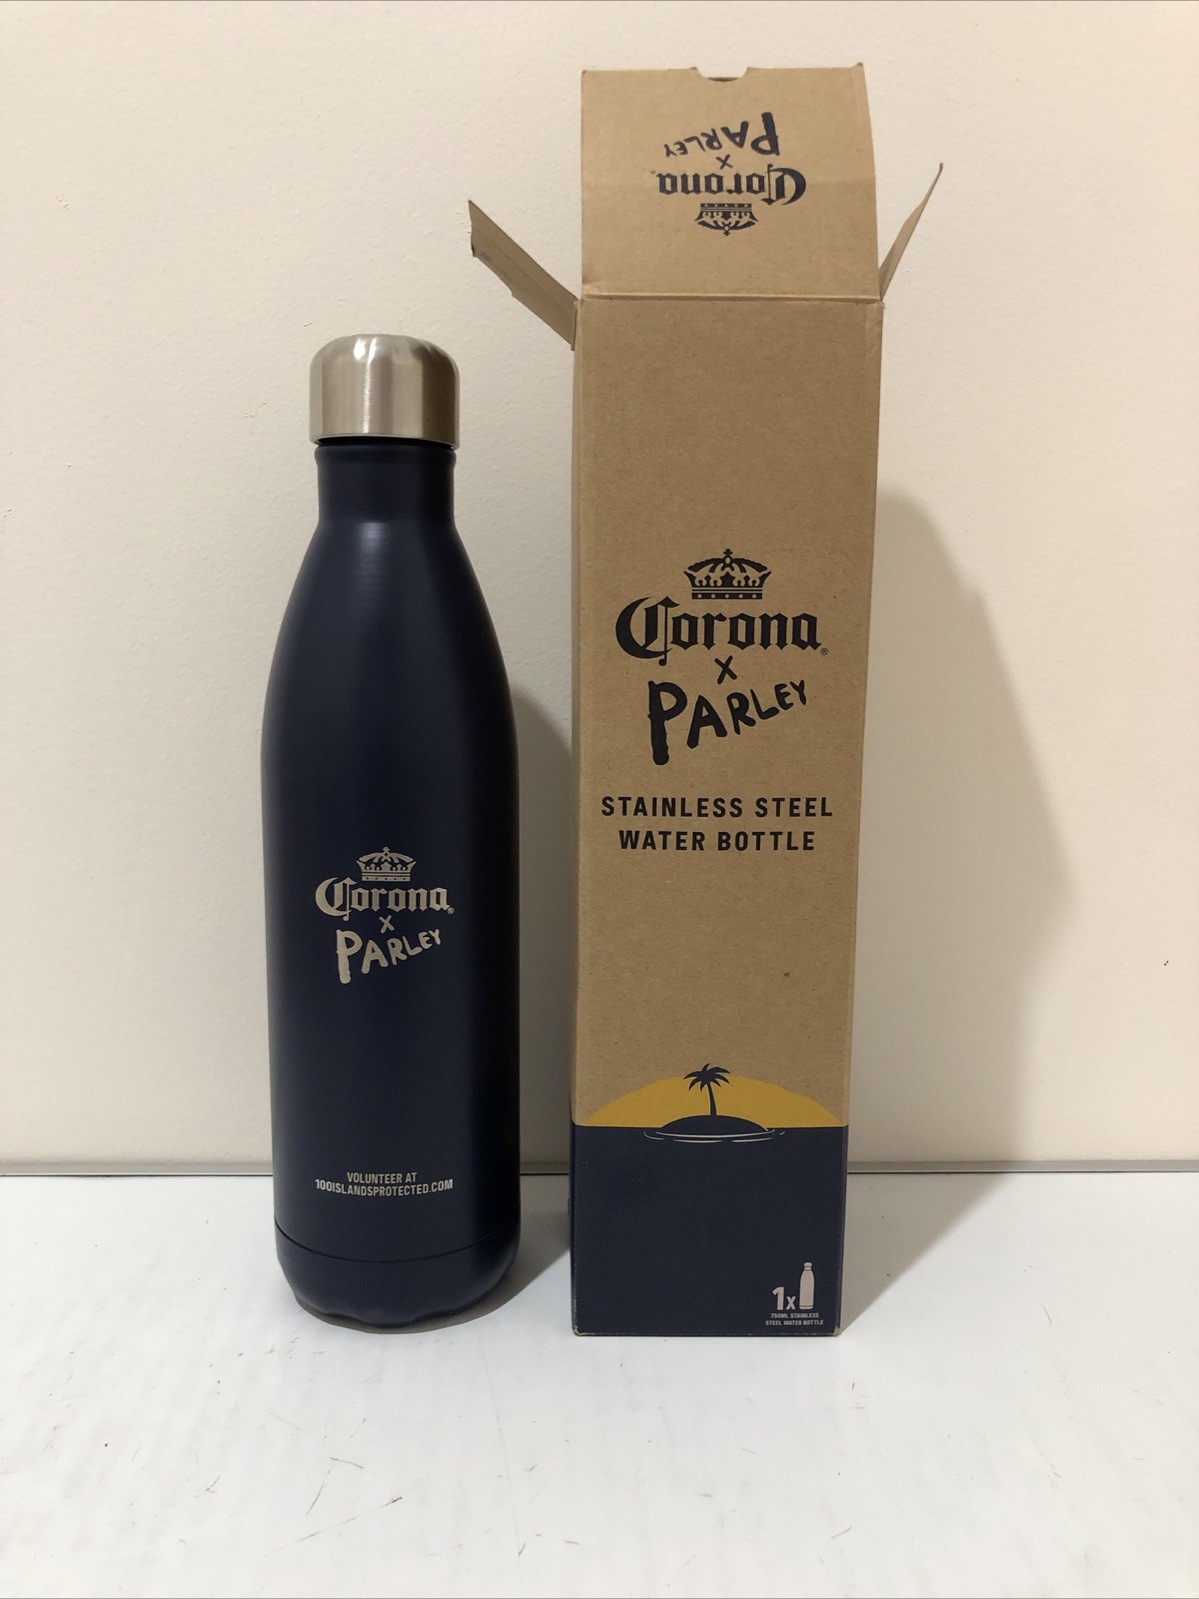 PARLEY
x
Corona
Corona®
x
PARLEY
STAINLESS STEEL
WATER BOTTLE
Corona®
x
PARLEY
VOLUNTEER AT
100ISLANDSPROTECTED.COM
1x
750ML STAINLESS
STEEL WATER BOTTLE